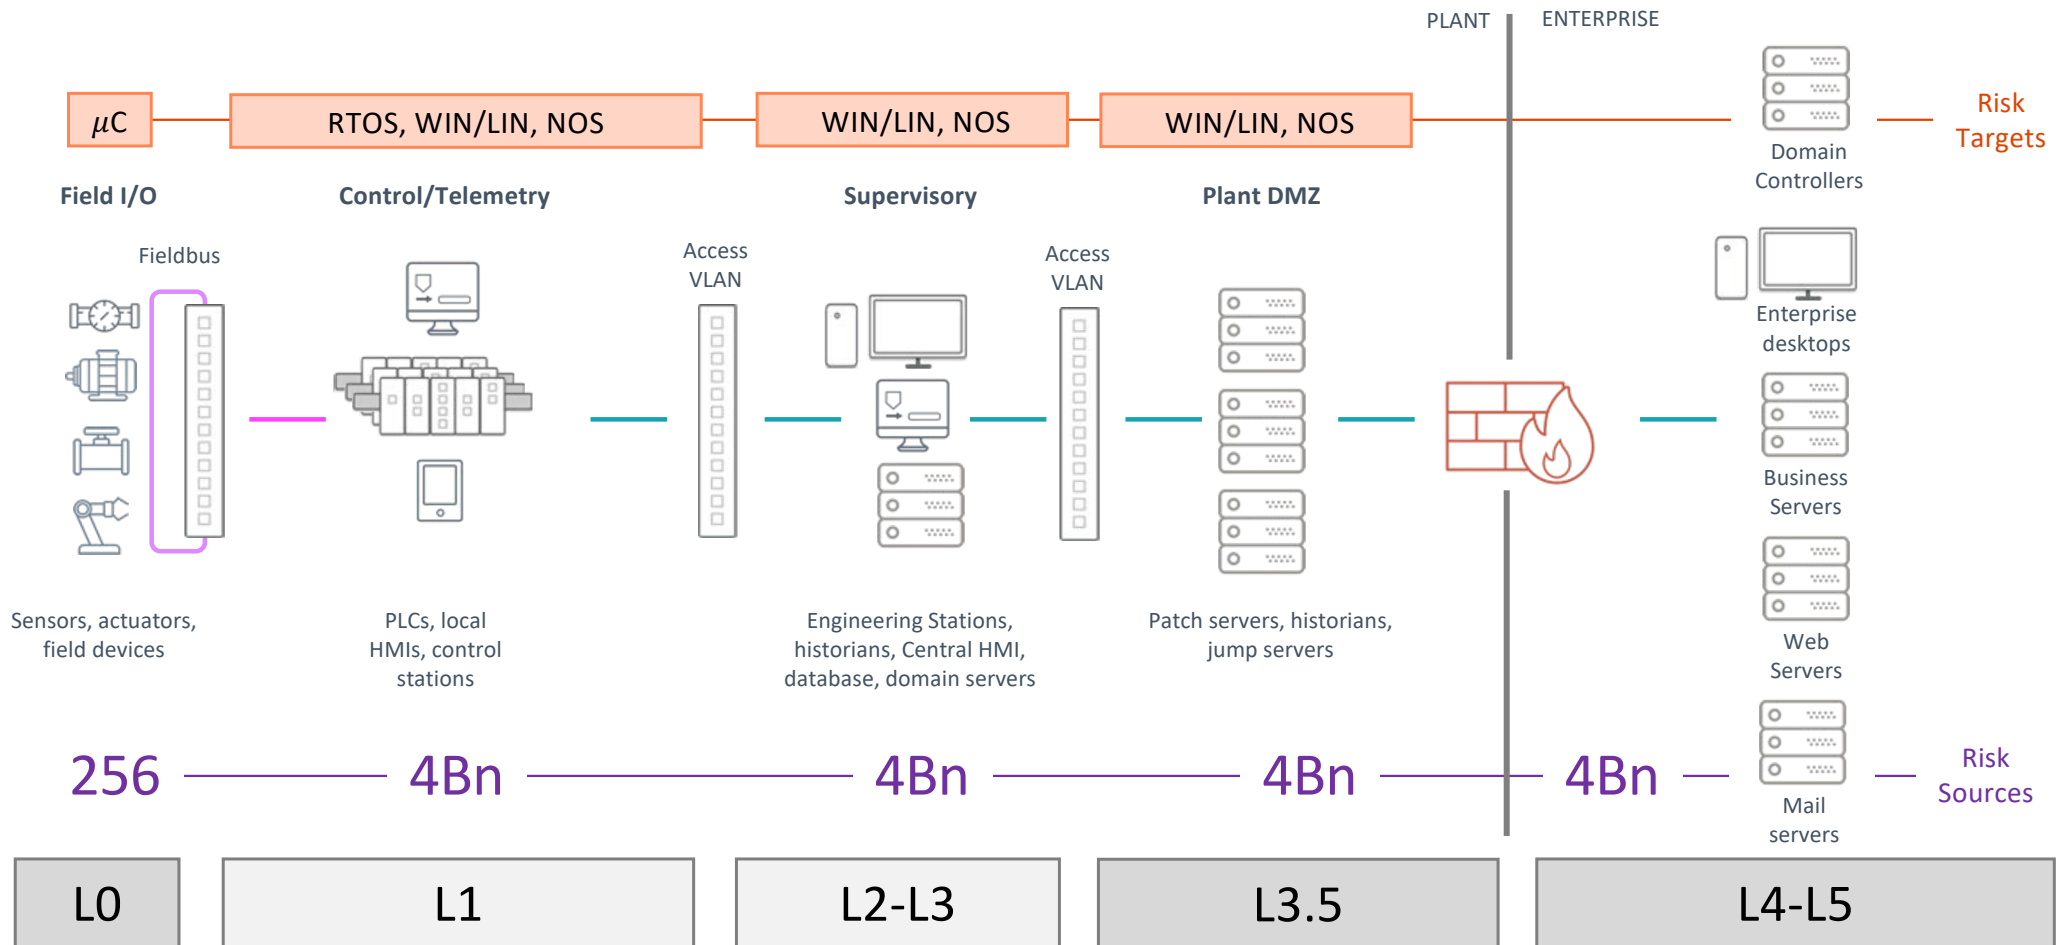 PLANT
ENTERPRISE
μC
RTOS, WIN/LIN, NOS
WIN/LIN, NOS
WIN/LIN, NOS
Risk
Targets
Domain
Controllers
Field I/O
Control/Telemetry
Supervisory
Plant DMZ
Fieldbus
Access
VLAN
Access
VLAN
Enterprise
desktops
Business
Servers
Sensors, actuators,
field devices
PLCs, local
HMIs, control
stations
Engineering Stations,
historians, Central HMI,
database, domain servers
Patch servers, historians,
jump servers
Web
Servers
256
4Bn
4Bn
4Bn
4Bn
Risk
Sources
Mail
servers
L0
L1
L2-L3
L3.5
L4-L5